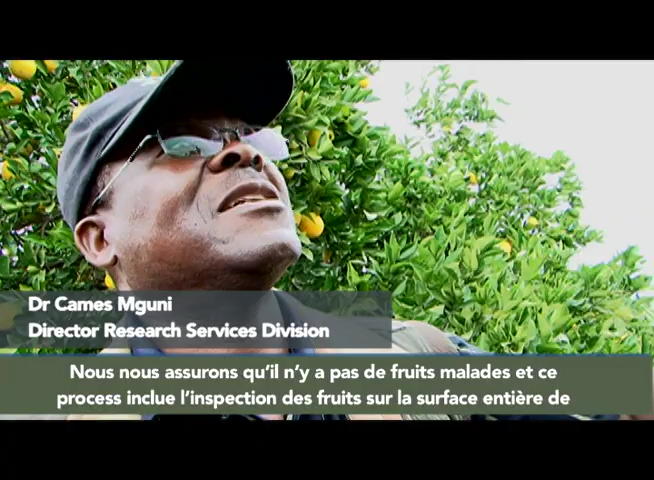 Dr Cames Mguni
Director Research Services Division
Nous nous assurons qu'il n'y a pas de fruits malades et ce
process inclue l'inspection des fruits sur la surface entière de